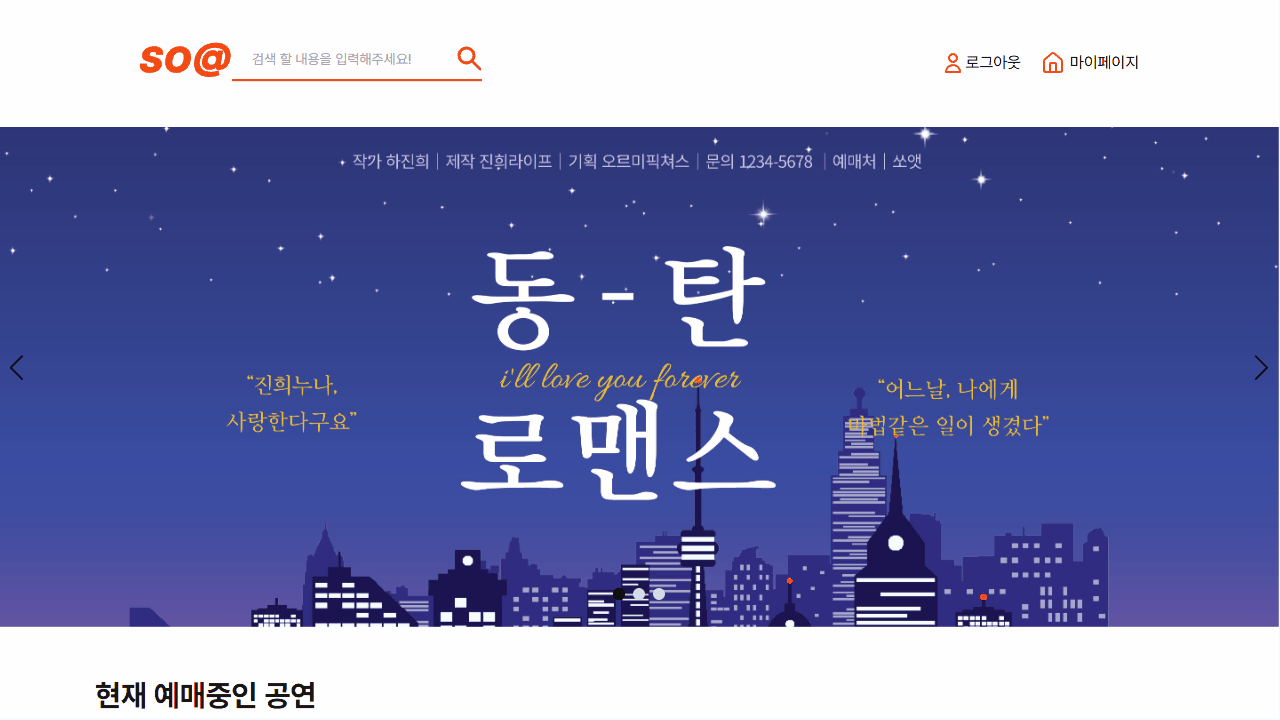 so@
검색 할 내용을 입력해주세요!
로그아웃
마이페이지
작가 하진희 | 제작 진희라이프 | 기획 오르미픽쳐스 | 문의 1234-5678 | 예매처 | 쏘앳
동-탄
i'll love you forever
로맨스
“진희누나,
사랑한다구요”
“어느날, 나에게
마법같은 일이 생겼다”
현재 예매중인 공연